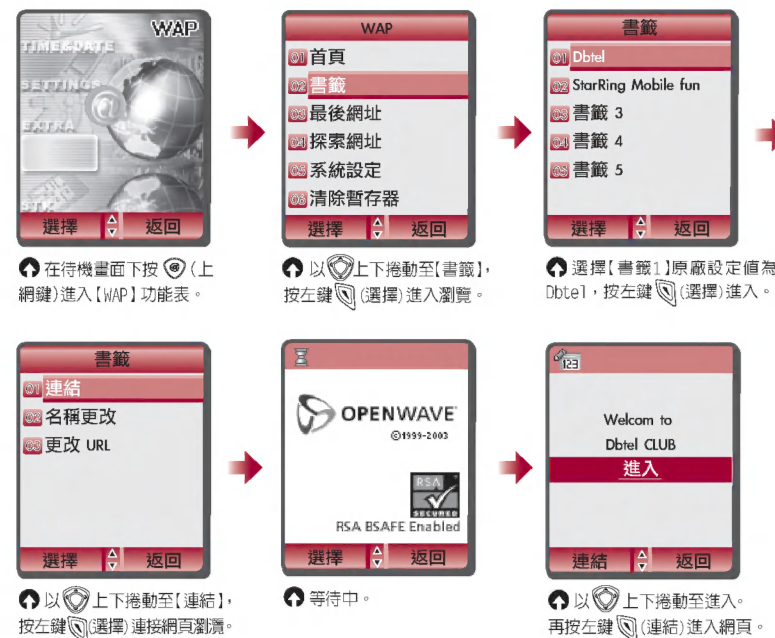 WAP
TIME&DATE
SETTINGS
EXTRA
STK
選擇 返回
在待機畫面下按 @ (上
網鍵)進入【WAP】功能表。
WAP
01 首頁
02 書籤
03 最後網址
04 探索網址
05 系統設定
06 清除暫存器
選擇 返回
以上下捲動至【書籤】,
按左鍵(選擇)進入瀏覽。
書籤
01 Dbtel
02 StarRing Mobile fun
03 書籤 3
04 書籤 4
05 書籤 5
選擇 返回
選擇【書籤1】原廠設定值為
Dbtel,按左鍵(選擇)進入。
書籤
01 連結
02 名稱更改
03 更改 URL
選擇 返回
以上下捲動至【連結】,
按左鍵(選擇)連接網頁瀏灠。
OPENWAVE
©1999-2003
RSA
SECURED
RSA BSAFE Enabled
選擇 返回
等待中。
123
Welcom to
Dbtel CLUB
進入
連結 返回
以上下捲動至進入。
再按左鍵(連結)進入網頁。